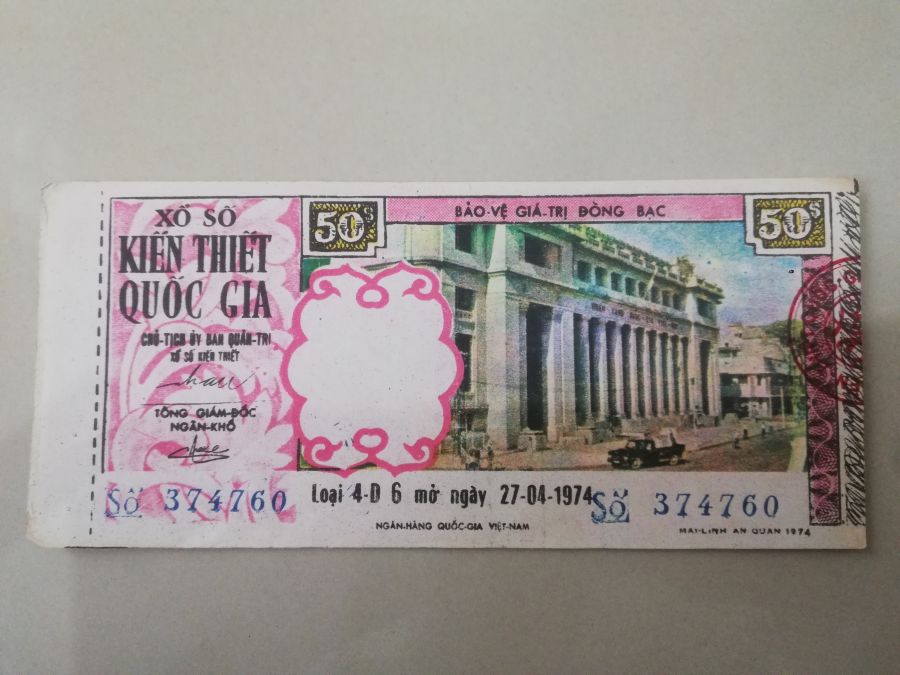 XỔ SỐ
KIẾN THIẾT
QUỐC GIA
CHỦ-TỊCH ỦY BAN QUẢN-TRỊ
XỔ SỐ KIẾN THIẾT
TỔNG GIÁM-ĐỐC
NGÂN-KHỐ
50$
BẢO-VỆ GIÁ-TRỊ ĐỒNG BẠC
50$
Số 374760
Loại 4-D 6 mở ngày 27-04-1974
Số 374760
NGÂN-HÀNG QUỐC-GIA VIỆT-NAM
MAI-LINH AN QUÁN 1974